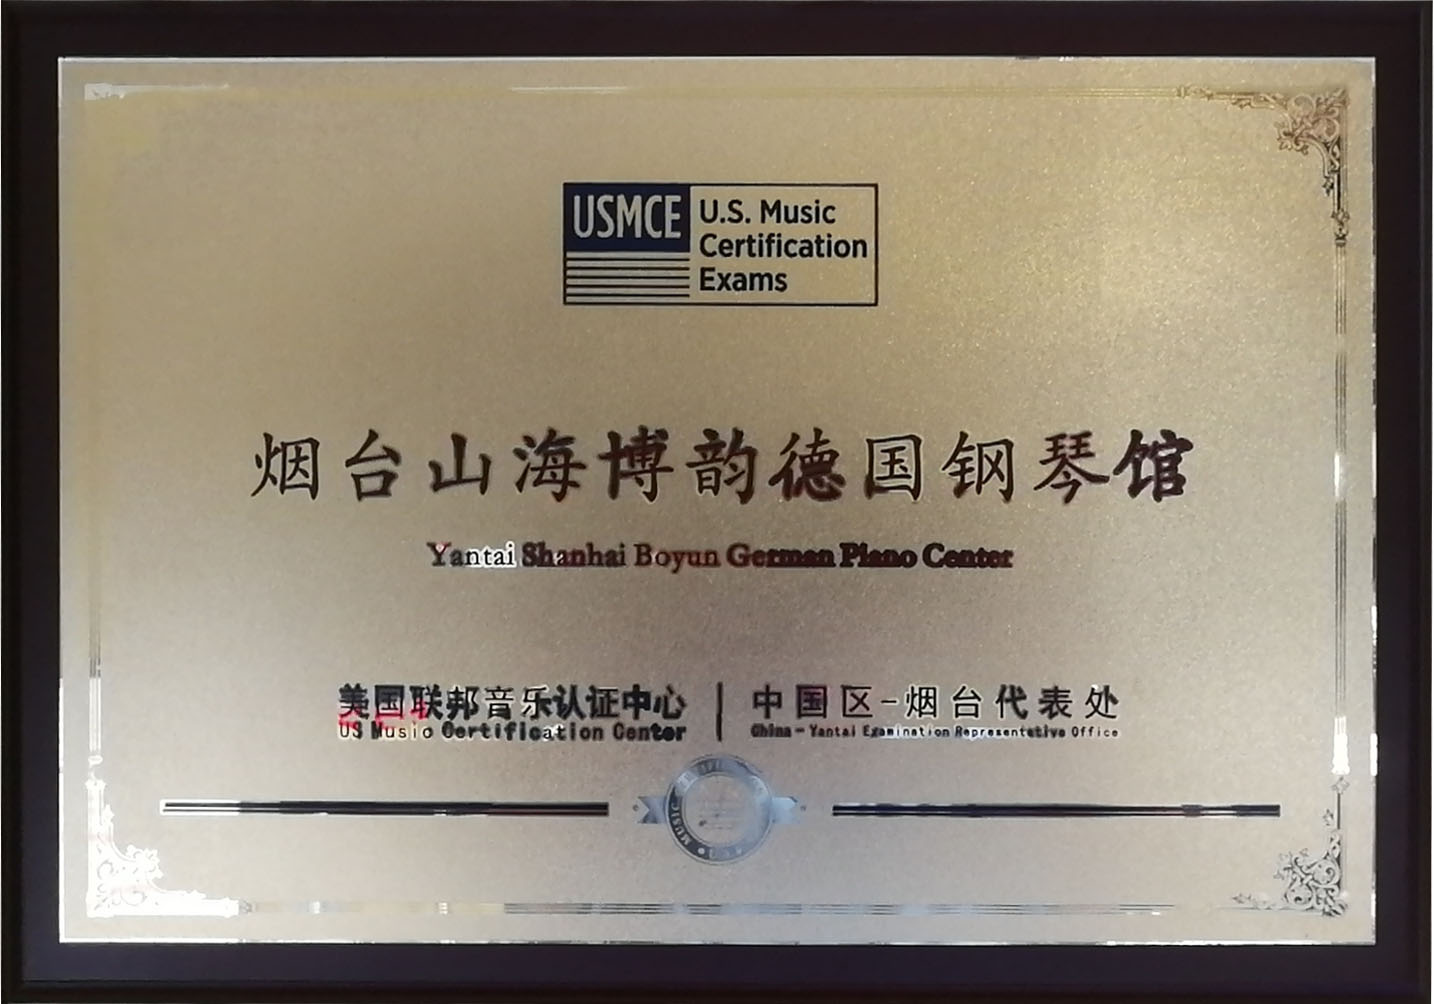 USMCE
U.S. Music
Certification
Exams
烟台山海博韵德国钢琴馆
Yantai Shanhai Boyun German Piano Center
美国联邦音乐认证中心
US Music Certification Center
中国区-烟台代表处
China-Yantai Examination Representative Office
MUSIC